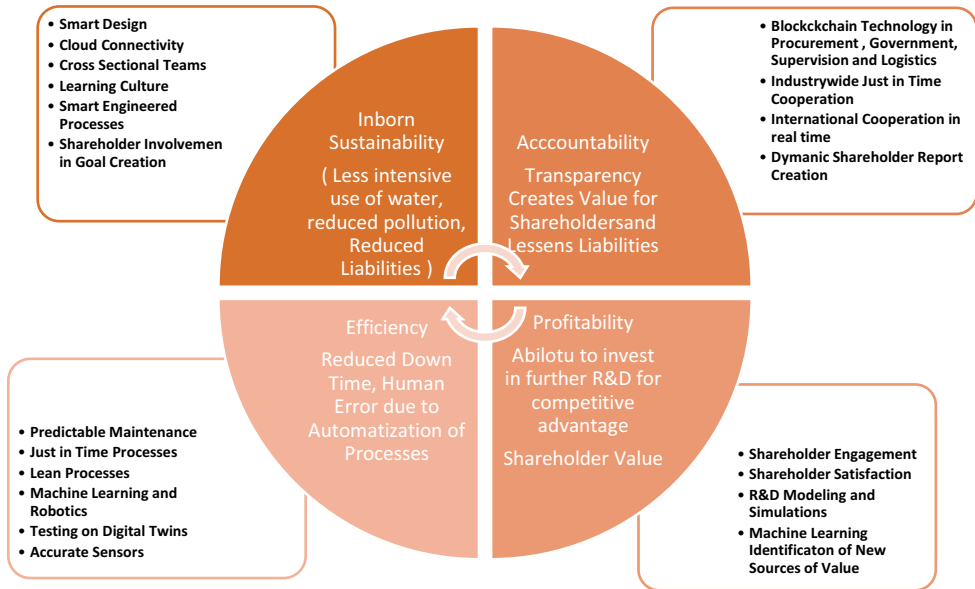 • Smart Design
• Cloud Connectivity
• Cross Sectional Teams
• Learning Culture
• Smart Engineered
Processes
• Shareholder Involvemen
in Goal Creation
Inborn
Sustainability
( Less intensive
use of water,
reduced pollution,
Reduced
Liabilities )
Acccountability
Transparency
Creates Value for
Shareholdersand
Lessens Liabilities
• Blockckchain Technology in
Procurement , Government,
Supervision and Logistics
• Industrywide Just in Time
Cooperation
• International Cooperation in
real time
• Dymanic Shareholder Report
Creation
• Predictable Maintenance
• Just in Time Processes
• Lean Processes
• Machine Learning and
Robotics
• Testing on Digital Twins
• Accurate Sensors
Efficiency
Reduced Down
Time, Human
Error due to
Automatization of
Processes
Profitability
Abilotu to invest
in further R&D for
competitive
advantage
Shareholder Value
• Shareholder Engagement
• Shareholder Satisfaction
• R&D Modeling and
Simulations
• Machine Learning
Identificaton of New
Sources of Value